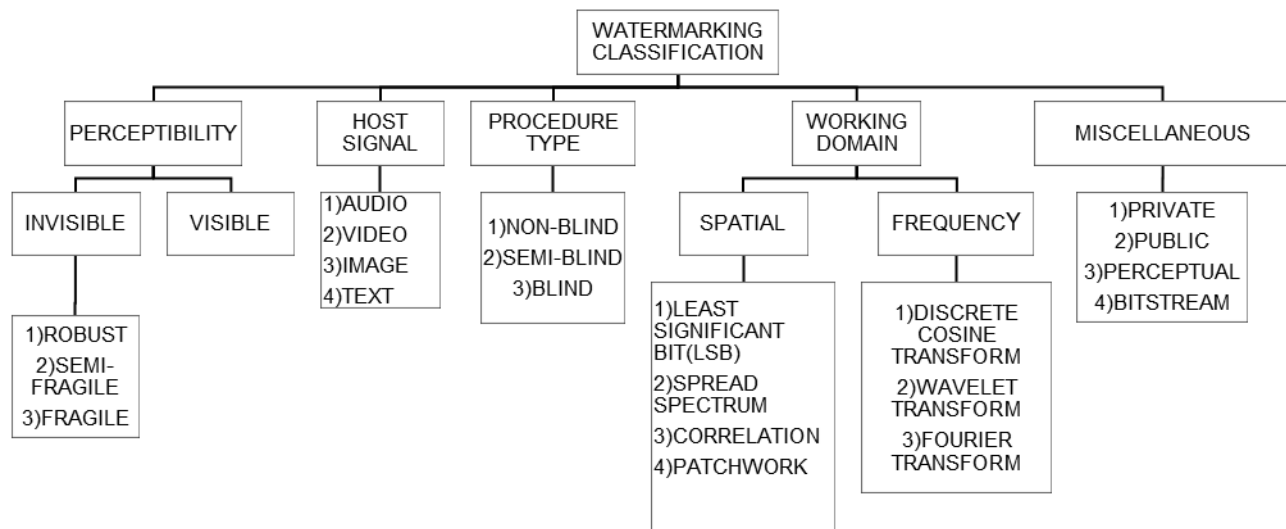 WATERMARKING
CLASSIFICATION
PERCEPTIBILITY
HOST
SIGNAL
PROCEDURE
TYPE
WORKING
DOMAIN
MISCELLANEOUS
INVISIBLE
VISIBLE
1)AUDIO
2)VIDEO
3)IMAGE
4)TEXT
1)NON-BLIND
2)SEMI-BLIND
3)BLIND
SPATIAL
FREQUENCY
1)PRIVATE
2)PUBLIC
3)PERCEPTUAL
4)BITSTREAM
1)ROBUST
2)SEMI-
FRAGILE
3)FRAGILE
1)LEAST
SIGNIFICANT
BIT(LSB)
2)SPREAD
SPECTRUM
3)CORRELATION
4)PATCHWORK
1)DISCRETE
COSINE
TRANSFORM
2)WAVELET
TRANSFORM
3)FOURIER
TRANSFORM